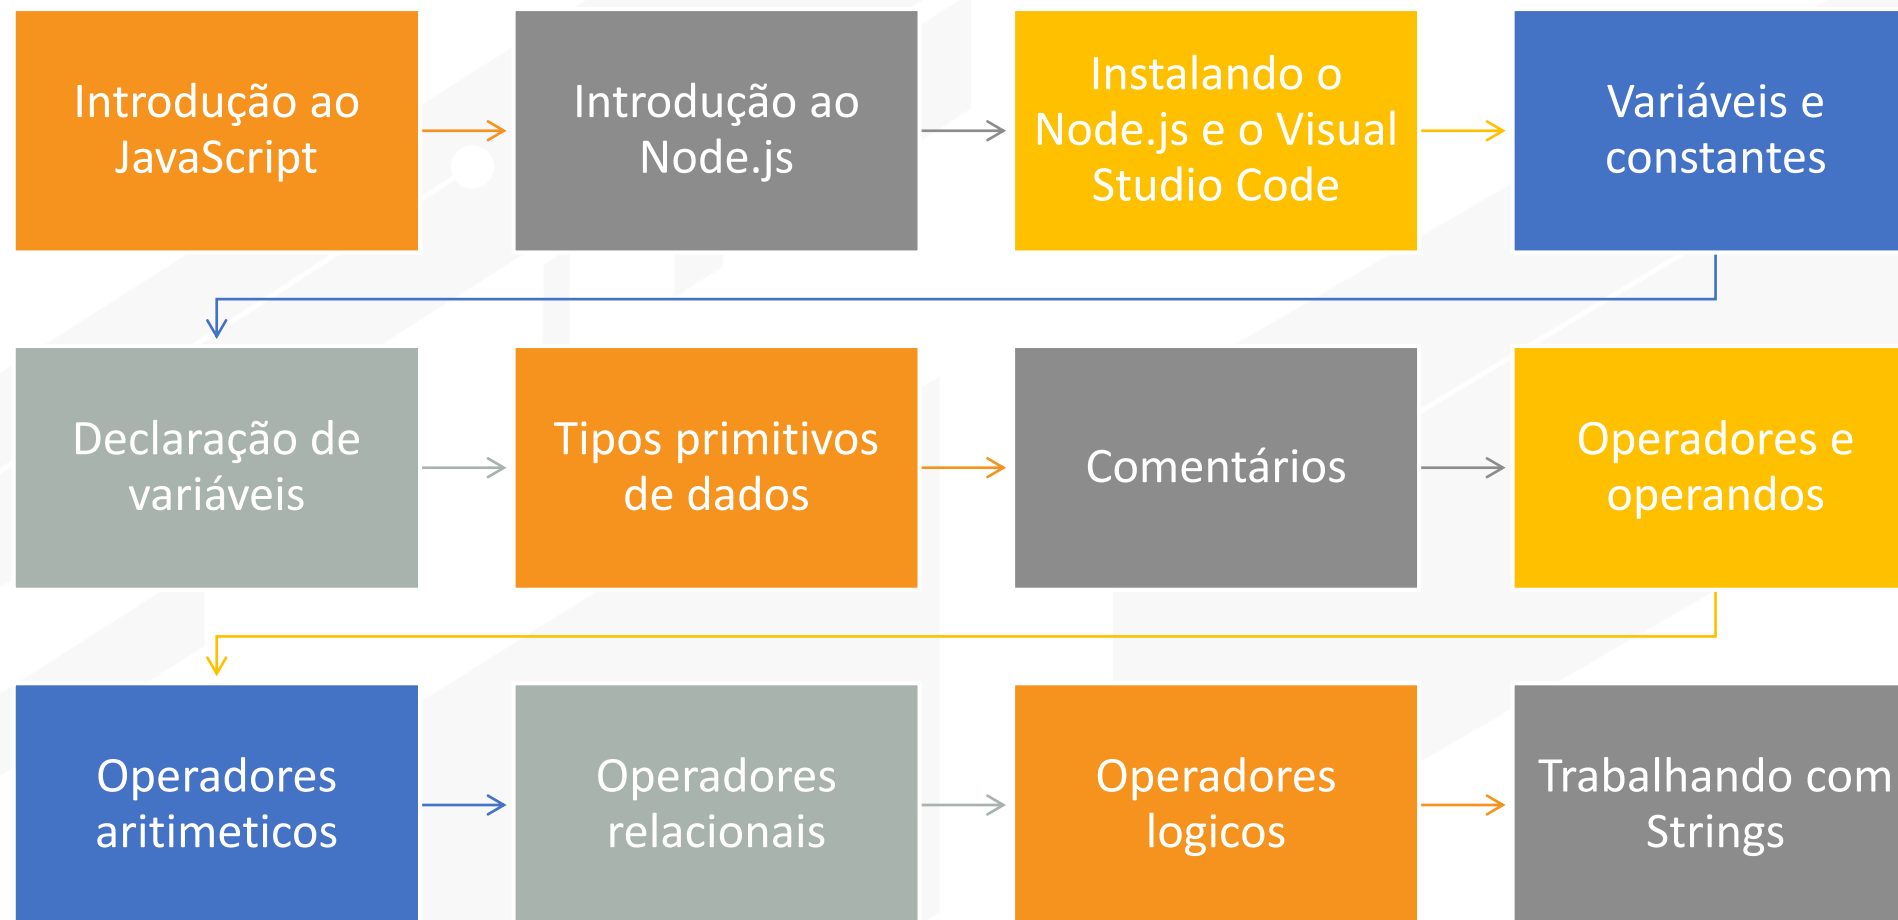 Introdução ao
JavaScript
Introdução ao
Node.js
Instalando o
Node.js e o Visual
Studio Code
Variáveis e
constantes
Declaração de
variáveis
Tipos primitivos
de dados
Comentários
Operadores e
operandos
Operadores
aritimeticos
Operadores
relacionais
Operadores
logicos
Trabalhando com
Strings